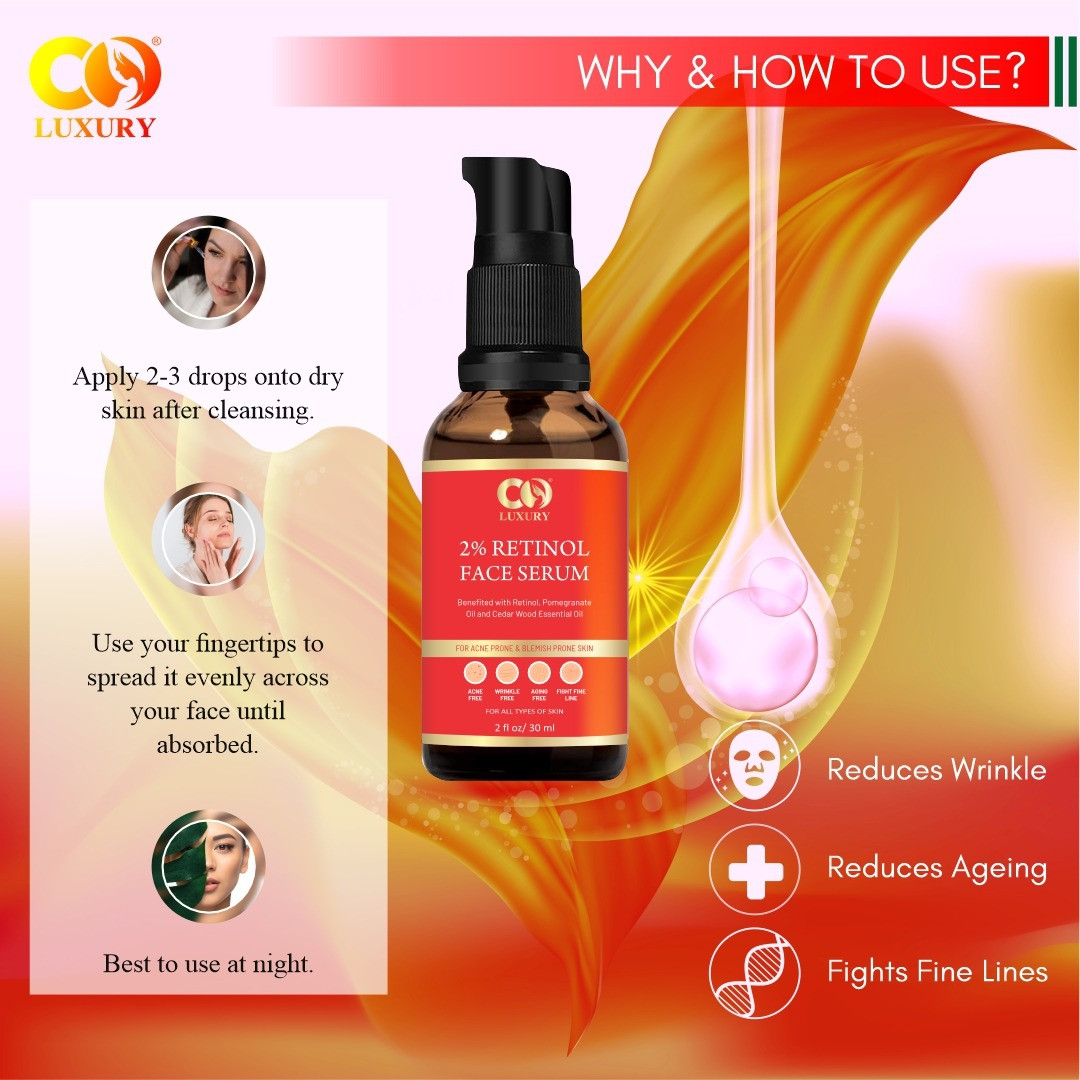 CO®
LUXURY
WHY & HOW TO USE?
Apply 2-3 drops onto dry
skin after cleansing.
Use your fingertips to
spread it evenly across
your face until
absorbed.
Best to use at night.
CO
LUXURY
2% RETINOL
FACE SERUM
Benefited with Retinol, Pomegranate
Oil and Cedar Wood Essential Oil
FOR ACNE PRONE & BLEMISH PRONE SKIN
ACNE
FREE
WRINKLE
FREE
AGING
FREE
FIGHT FINE
LINE
FOR ALL TYPES OF SKIN
2 fl oz/ 30 ml
Reduces Wrinkle
Reduces Ageing
Fights Fine Lines